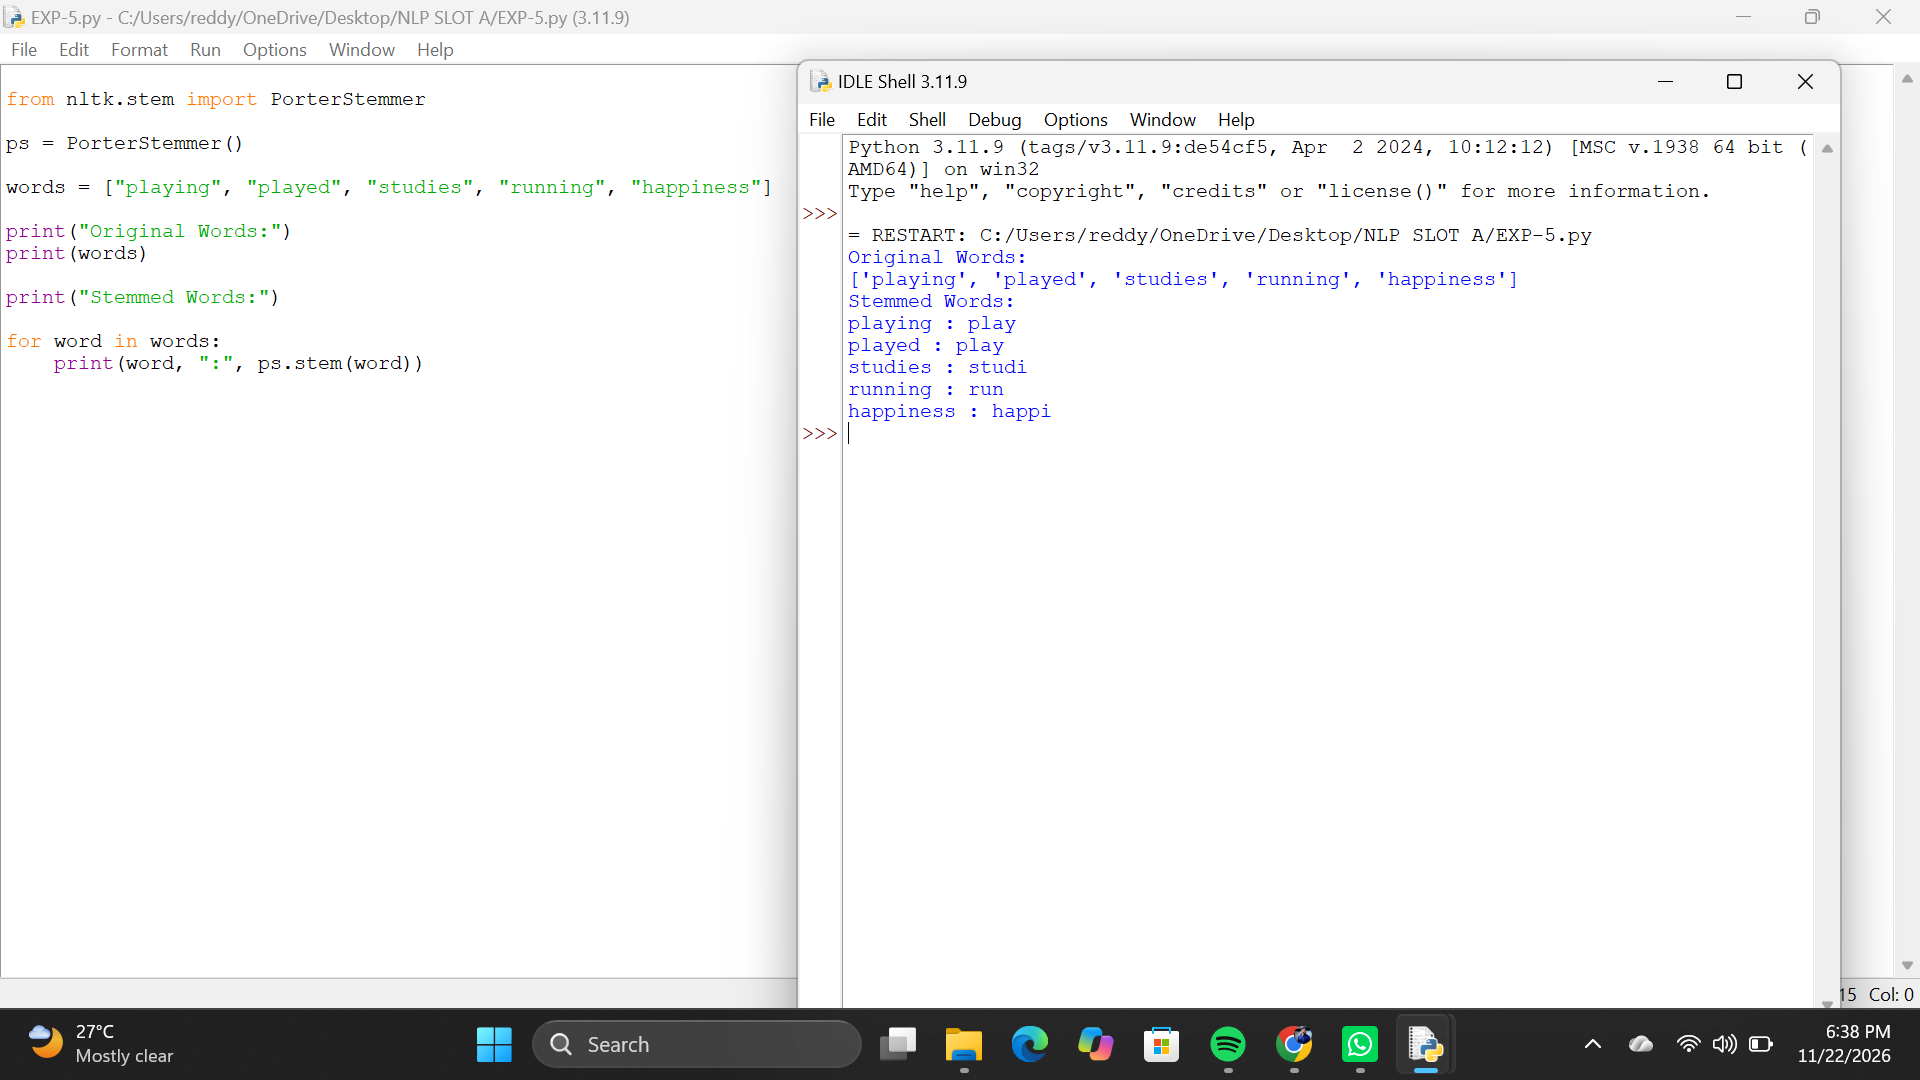 EXP-5.py - C:/Users/reddy/OneDrive/Desktop/NLP SLOT A/EXP-5.py (3.11.9)
File Edit Format Run Options Window Help
from nltk.stem import PorterStemmer
ps = PorterStemmer()
words = ["playing", "played", "studies", "running", "happiness"]
print("Original Words:")
print(words)
print("Stemmed Words:")
for word in words:
    print(word, ":", ps.stem(word))
IDLE Shell 3.11.9
File Edit Shell Debug Options Window Help
Python 3.11.9 (tags/v3.11.9:de54cf5, Apr  2 2024, 10:12:12) [MSC v.1938 64 bit (
AMD64)] on win32
Type "help", "copyright", "credits" or "license()" for more information.
>>>
= RESTART: C:/Users/reddy/OneDrive/Desktop/NLP SLOT A/EXP-5.py
Original Words:
['playing', 'played', 'studies', 'running', 'happiness']
Stemmed Words:
playing : play
played : play
studies : studi
running : run
happiness : happi
>>>
15 Col: 0
27°C
Mostly clear
Search
6:38 PM
11/22/2026